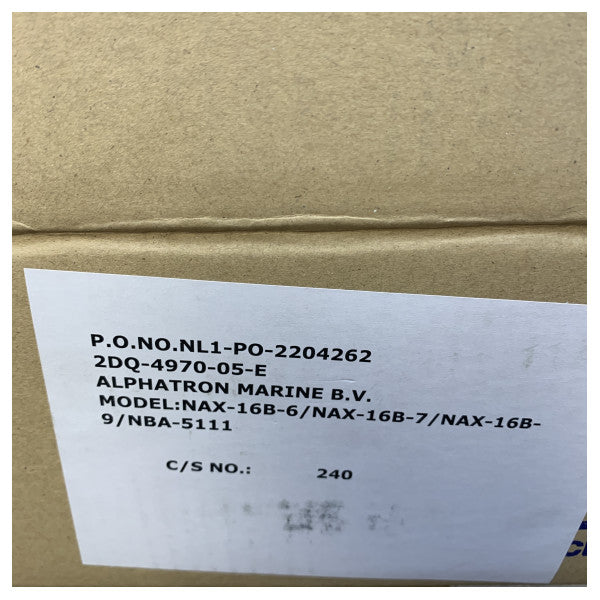 P.O.NO.NL1-PO-2204262
2DQ-4970-05-E
ALPHATRON MARINE B.V.
MODEL:NAX-16B-6/NAX-16B-7/NAX-16B-
9/NBA-5111
C/S NO.: 240